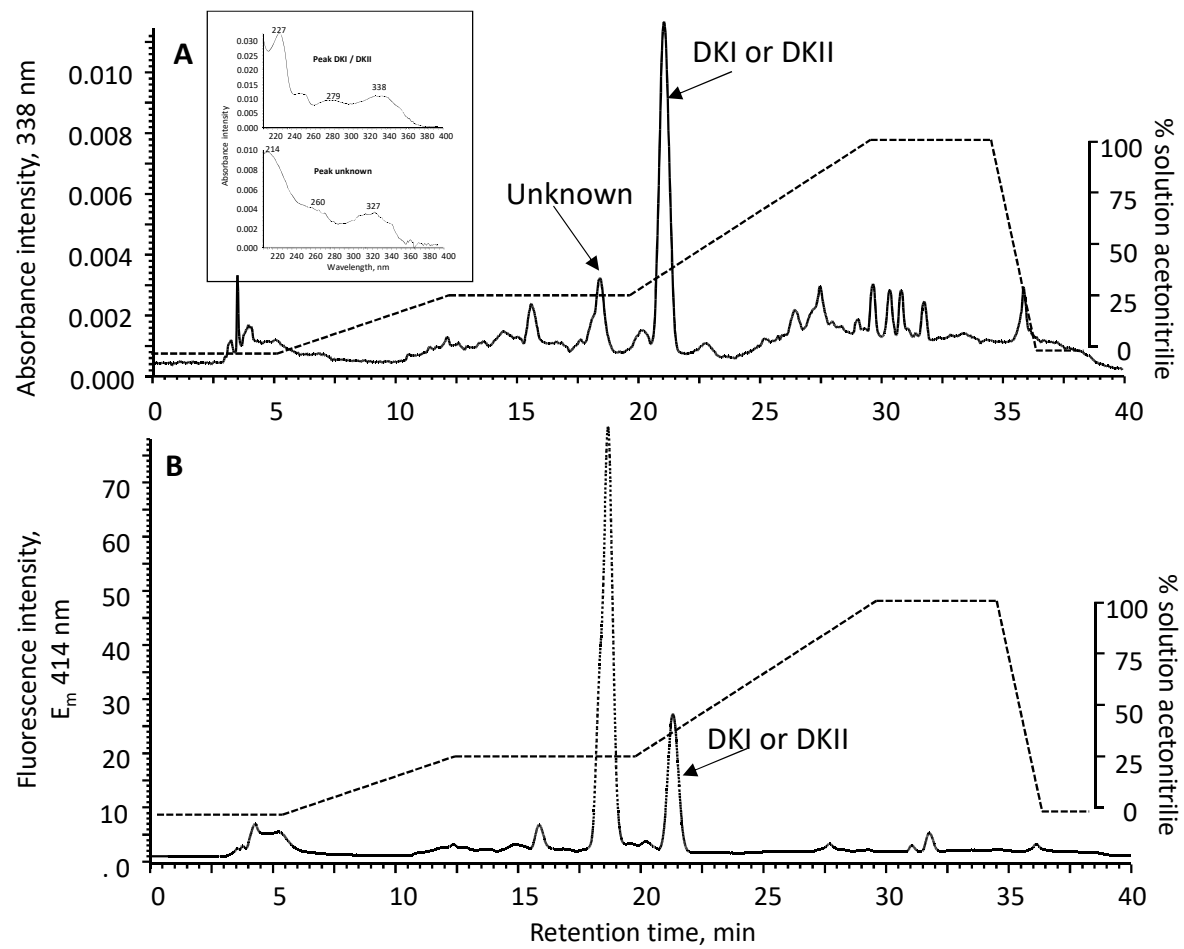 A
Absorbance intensity, 338 nm
0.010
0.008
0.006
0.004
0.002
0.000
227
0.030
0.025
0.020
0.015
0.010
0.005
0.000
Peak DKI / DKII
279
338
220 240 260 280 300 320 340 360 380 400
Absorbance intensity
0.010
214
0.008
0.006
0.004
0.002
0.000
Peak unknown
260
327
220 240 260 280 300 320 340 360 380 400
Wavelength, nm
DKI or DKII
Unknown
100
75
50
25
0
% solution acetonitrilie
0 5 10 15 20 25 30 35 40
B
Fluorescence intensity,
Em 414 nm
70
60
50
40
30
20
10
. 0
DKI or DKII
100
75
50
25
0
% solution acetonitrilie
0 5 10 15 20 25 30 35 40
Retention time, min